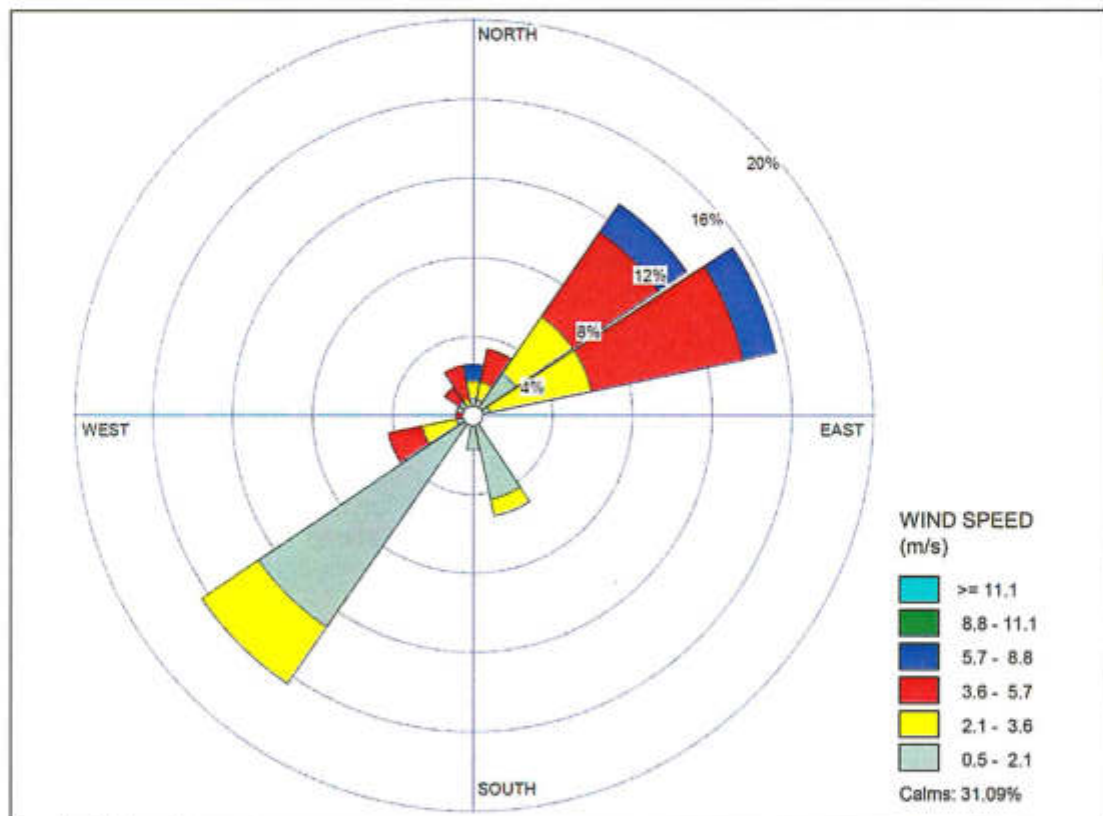 NORTH
20%
16%
12%
8%
4%
WEST
EAST
WIND SPEED
(m/s)
>= 11.1
8.8 - 11.1
5.7 - 8.8
3.6 - 5.7
2.1 - 3.6
0.5 - 2.1
SOUTH
Calms: 31.09%